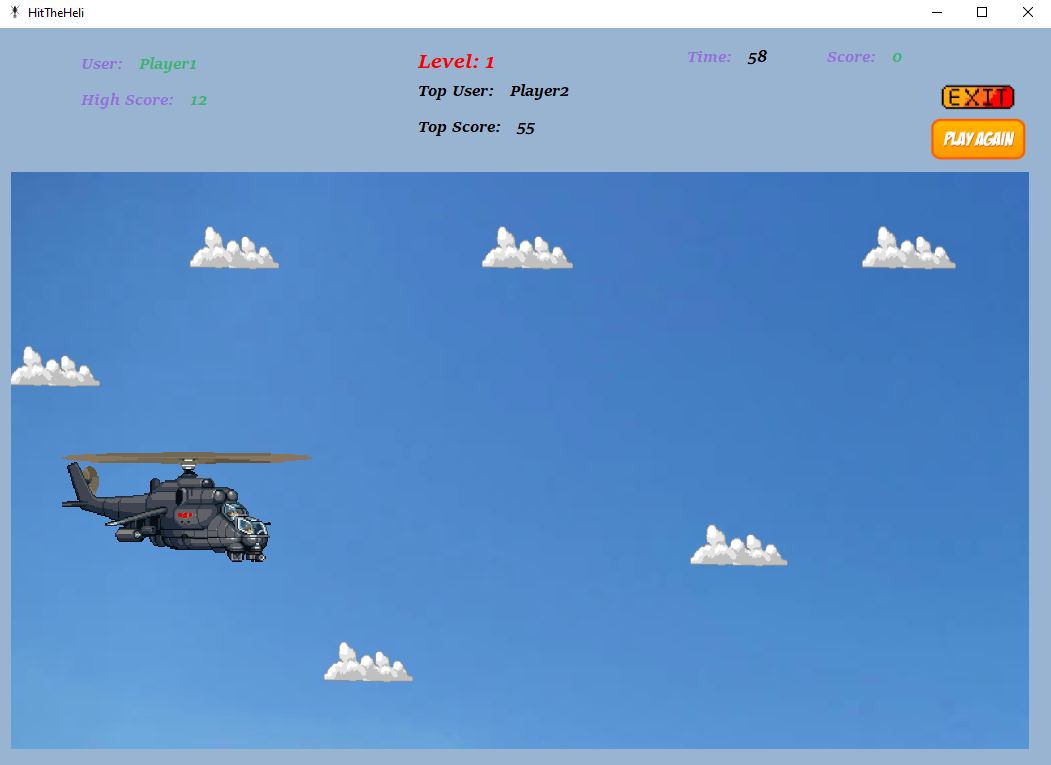 HitTheHeli
User: Player1
High Score: 12
Level: 1
Top User: Player2
Top Score: 55
Time: 58 Score: 0
EXIT
PLAY AGAIN